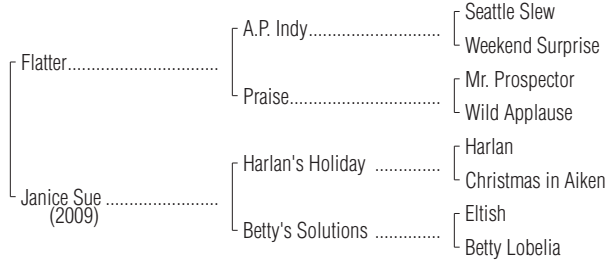 Seattle Slew
A.P. Indy..............................
Weekend Surprise
Flatter.................................
Mr. Prospector
Praise.................................
Wild Applause
Harlan
Harlan's Holiday ..............
Christmas in Aiken
Janice Sue ........................
(2009)
Eltish
Betty's Solutions ..............
Betty Lobelia